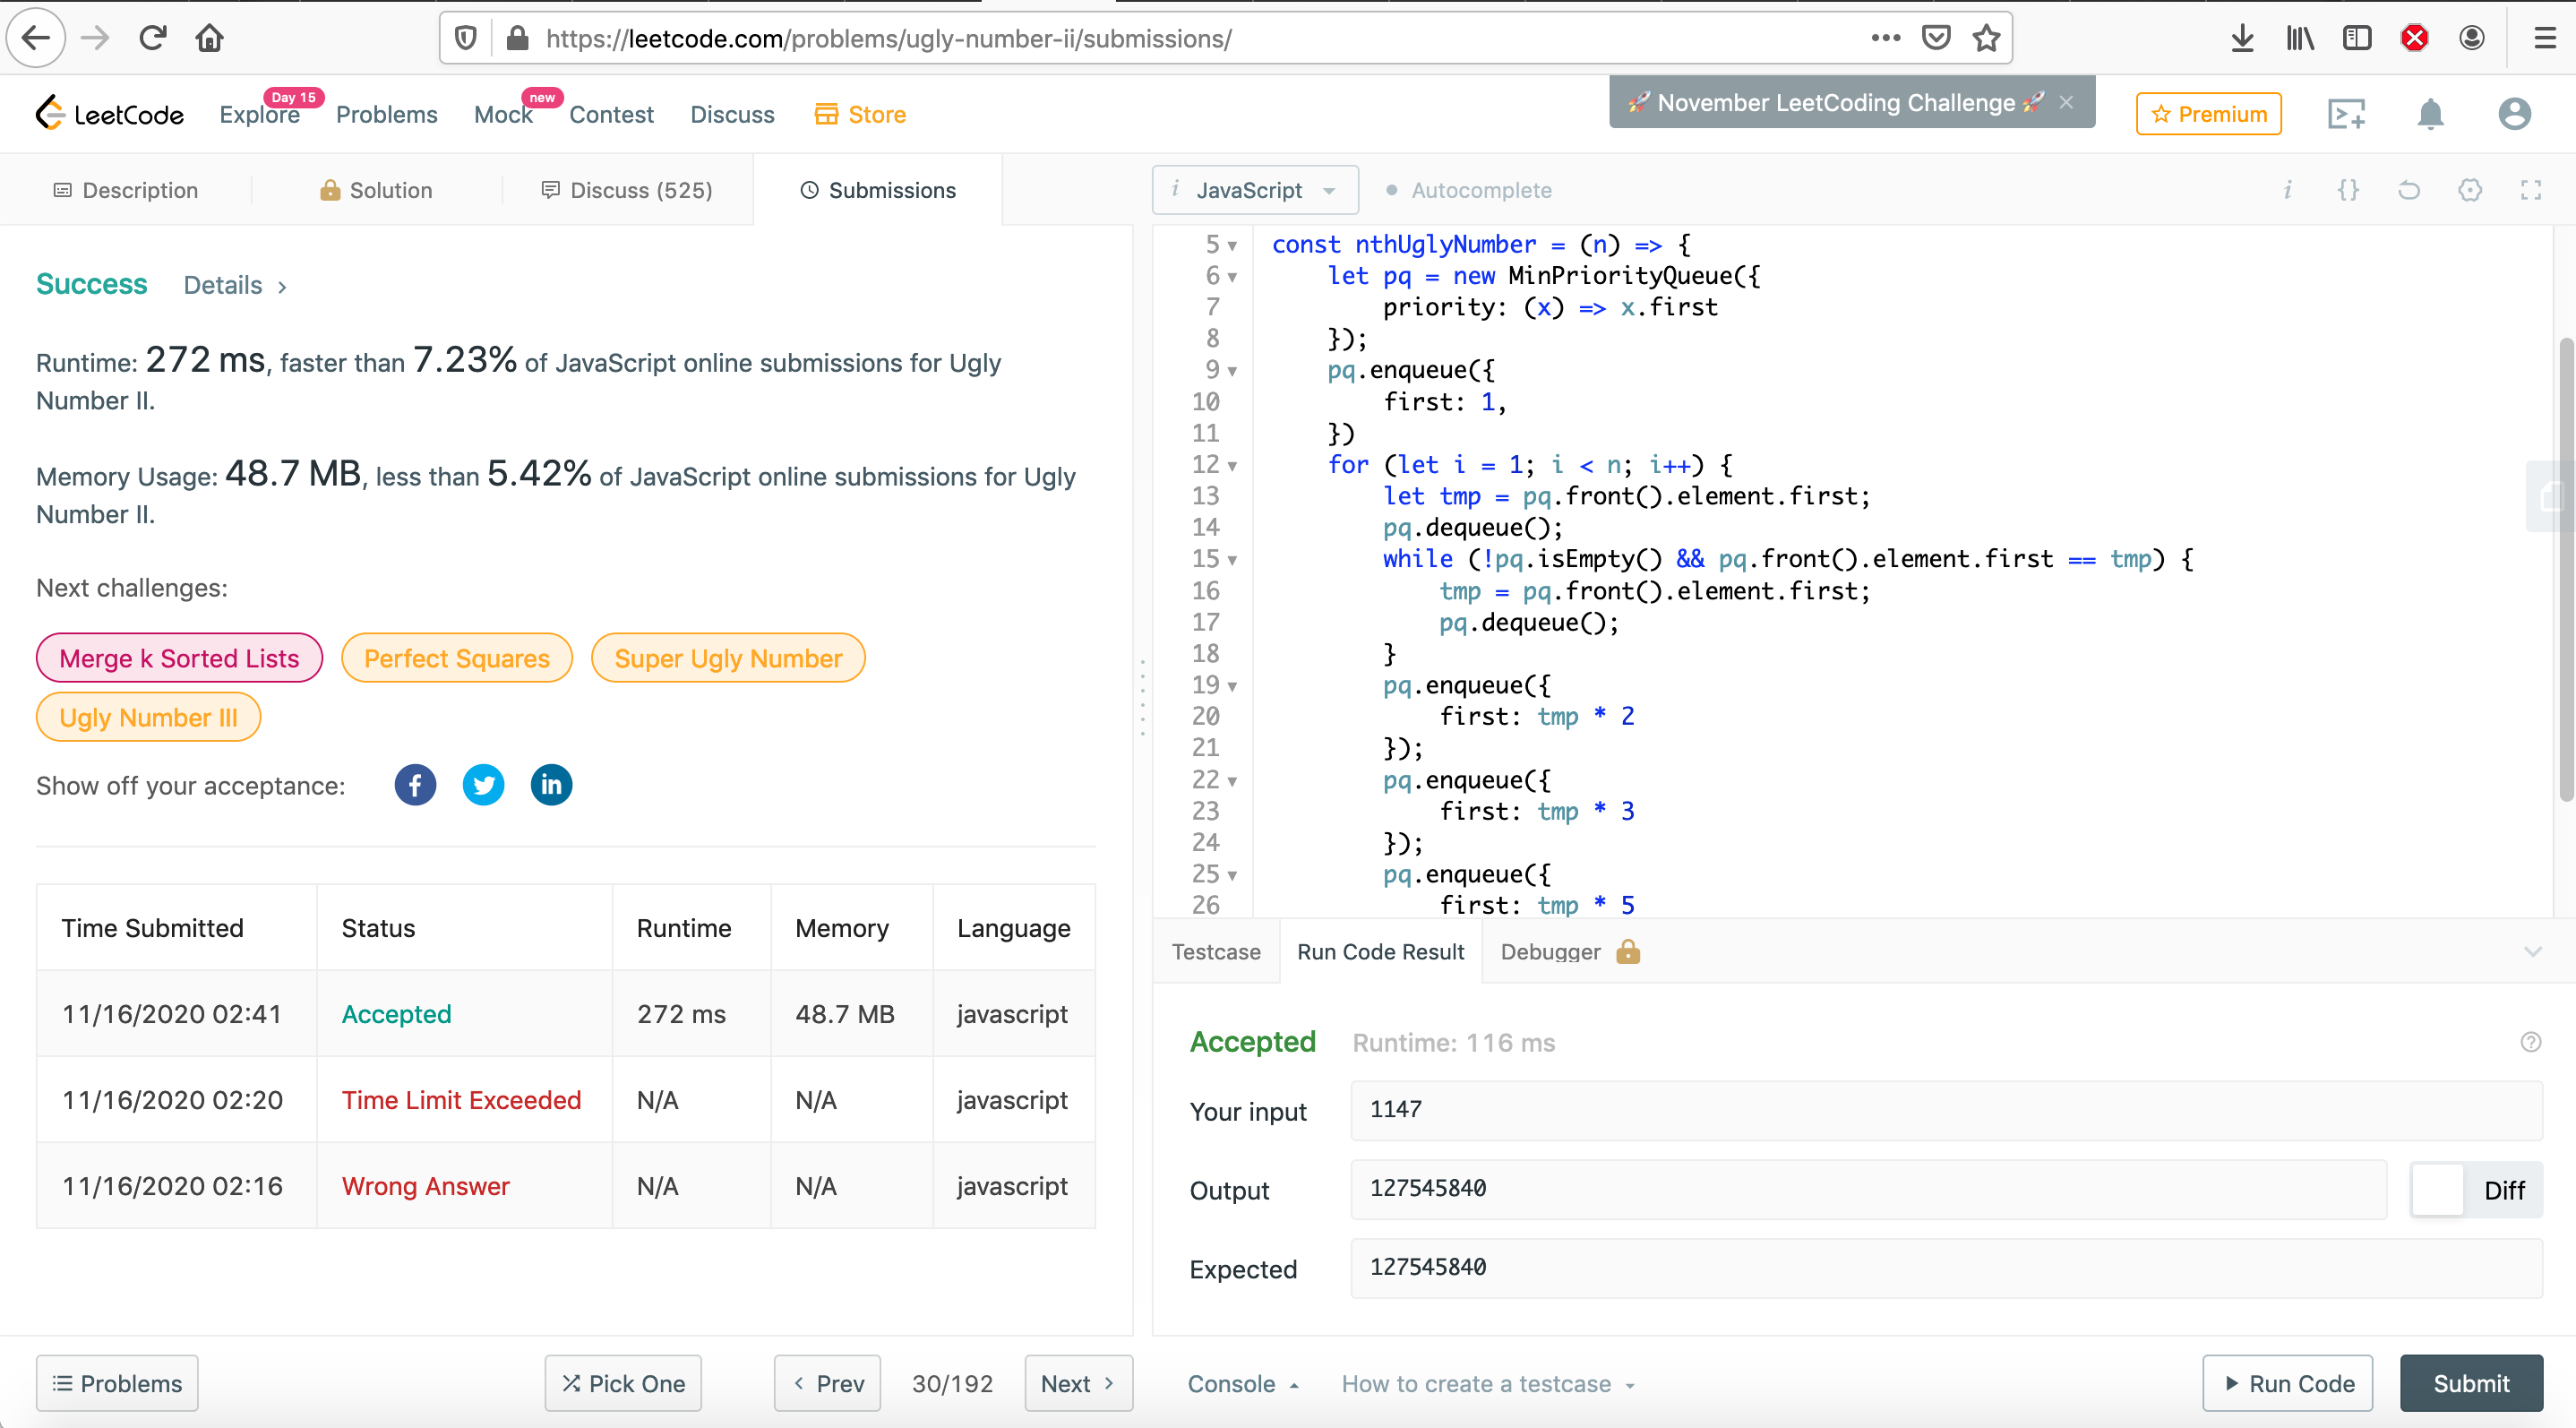 https://leetcode.com/problems/ugly-number-ii/submissions/
LeetCode
Explore
Day 15
Problems
Mock
new
Contest
Discuss
Store
🚀 November LeetCoding Challenge 🚀 ×
Premium
Description
Solution
Discuss (525)
Submissions
i JavaScript
Autocomplete
i
{}
Success Details >
Runtime: 272 ms, faster than 7.23% of JavaScript online submissions for Ugly
Number II.
Memory Usage: 48.7 MB, less than 5.42% of JavaScript online submissions for Ugly
Number II.
Next challenges:
Merge k Sorted Lists Perfect Squares Super Ugly Number
Ugly Number III
Show off your acceptance: f in
Time Submitted Status Runtime Memory Language
11/16/2020 02:41 Accepted 272 ms 48.7 MB javascript
11/16/2020 02:20 Time Limit Exceeded N/A N/A javascript
11/16/2020 02:16 Wrong Answer N/A N/A javascript
5 const nthUglyNumber = (n) => {
6 let pq = new MinPriorityQueue({
7 priority: (x) => x.first
8 });
9 pq.enqueue({
10 first: 1,
11 })
12 for (let i = 1; i < n; i++) {
13 let tmp = pq.front().element.first;
14 pq.dequeue();
15 while (!pq.isEmpty() && pq.front().element.first == tmp) {
16 tmp = pq.front().element.first;
17 pq.dequeue();
18 }
19 pq.enqueue({
20 first: tmp * 2
21 });
22 pq.enqueue({
23 first: tmp * 3
24 });
25 pq.enqueue({
26 first: tmp * 5
Testcase Run Code Result Debugger
Accepted Runtime: 116 ms ?
Your input 1147
Output 127545840 Diff
Expected 127545840
Problems Pick One < Prev 30/192 Next >
Console How to create a testcase Run Code Submit